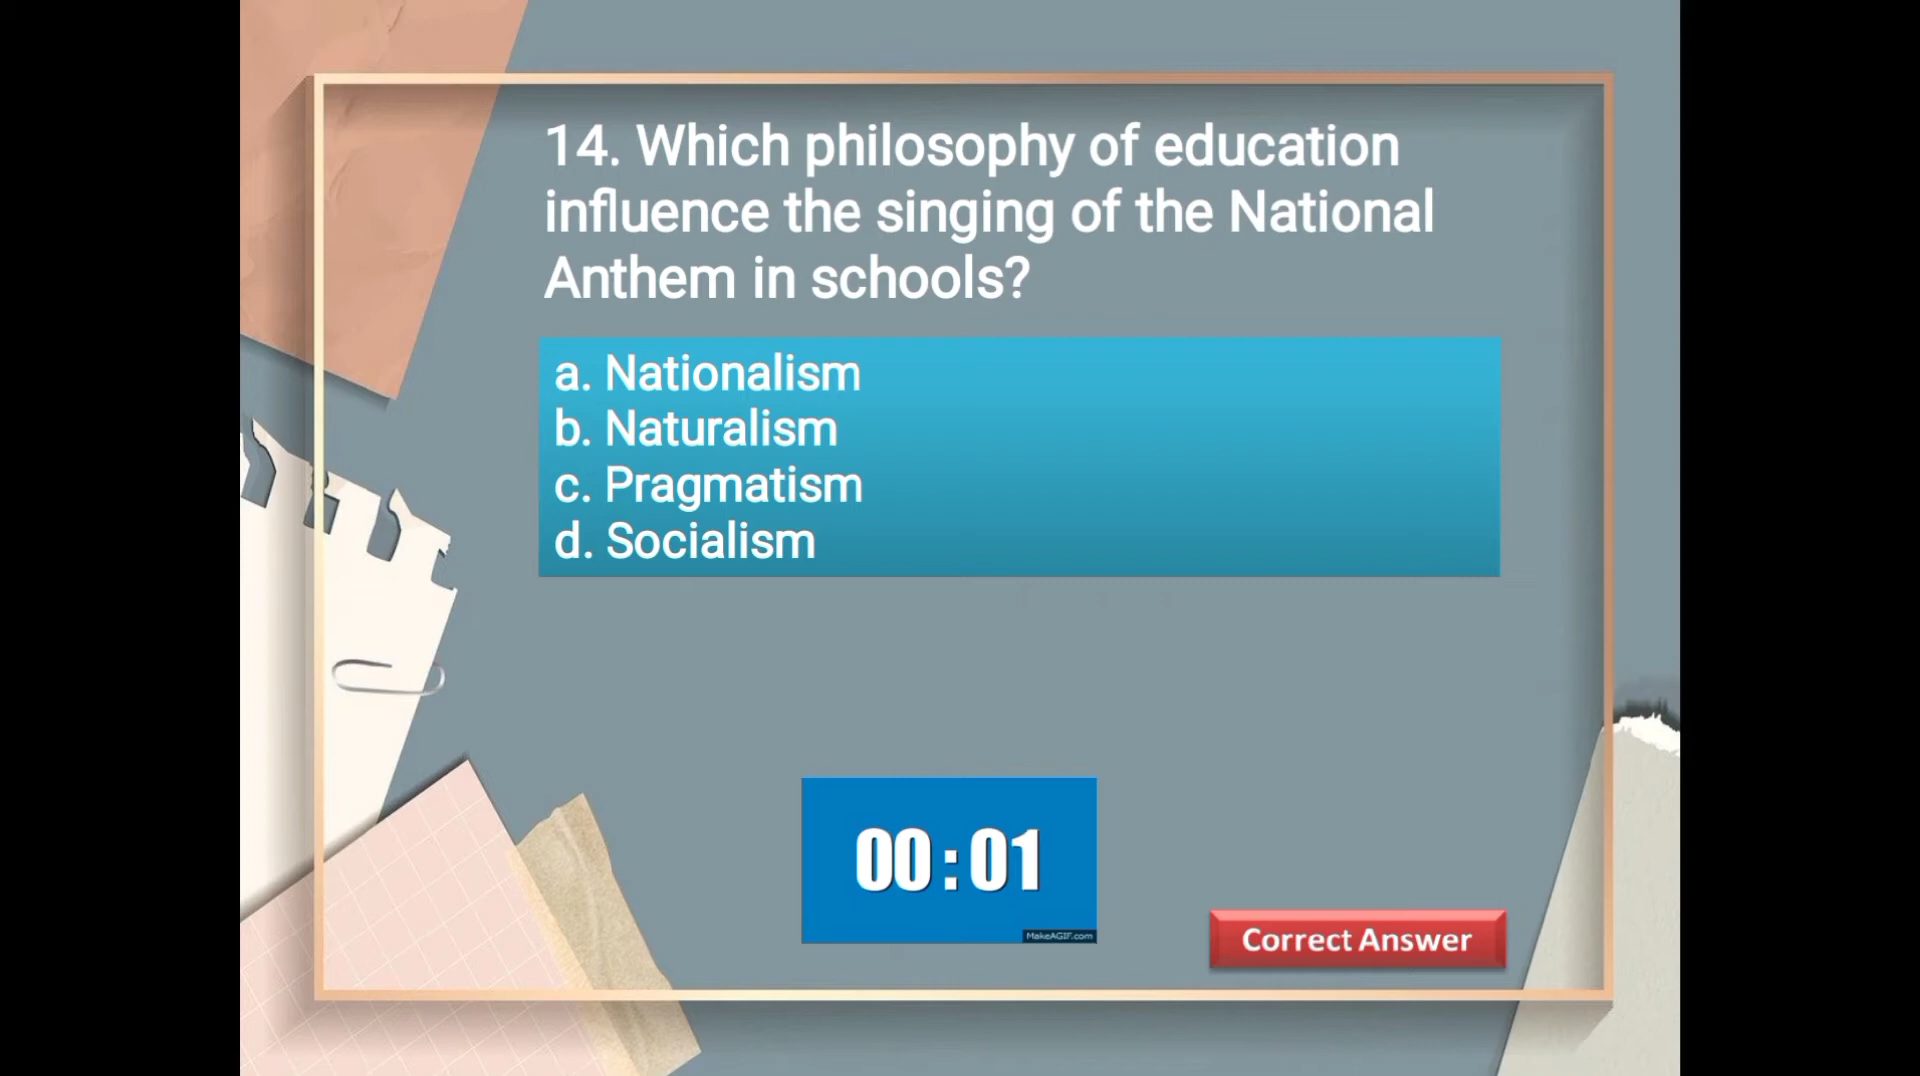 14. Which philosophy of education
influence the singing of the National
Anthem in schools?
a. Nationalism
b. Naturalism
c. Pragmatism
d. Socialism
00:01
MakeAGIF.com
Correct Answer